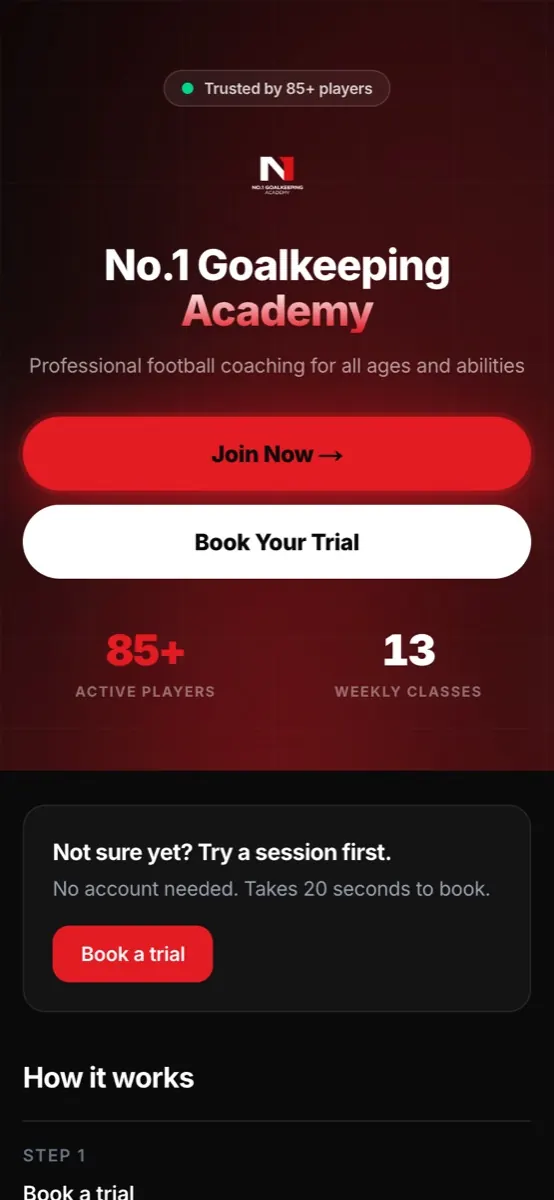 Trusted by 85+ players
N1
NO.1 GOALKEEPING
ACADEMY
No.1 Goalkeeping
Academy
Professional football coaching for all ages and abilities
Join Now →
Book Your Trial
85+
ACTIVE PLAYERS
13
WEEKLY CLASSES
Not sure yet? Try a session first.
No account needed. Takes 20 seconds to book.
Book a trial
How it works
STEP 1
Book a trial